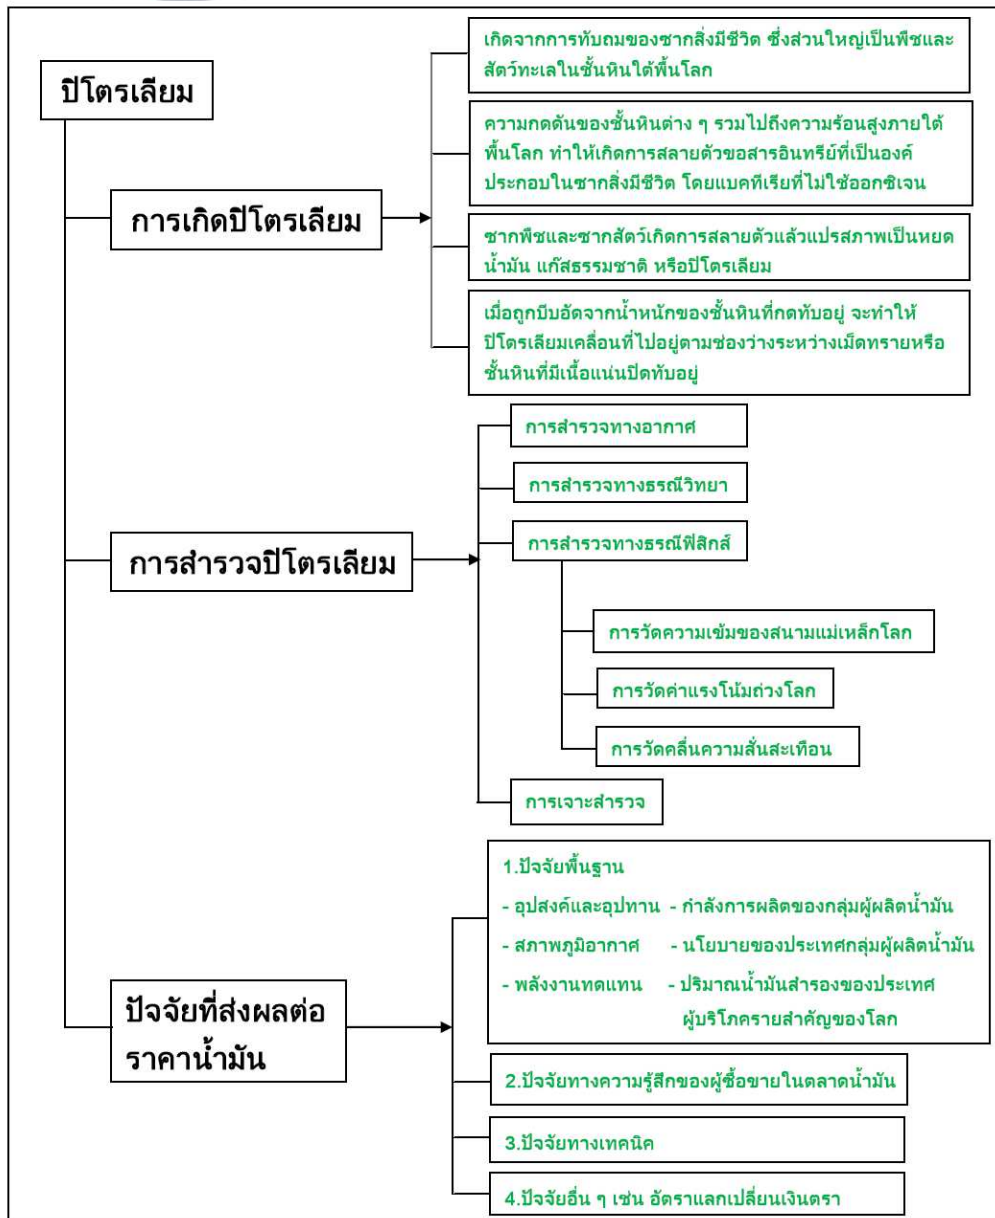 ปิโตรเลียม
การเกิดปิโตรเลียม
เกิดจากการทับถมของซากสิ่งมีชีวิต ซึ่งส่วนใหญ่เป็นพืชและ
สัตว์ทะเลในชั้นหินใต้พื้นโลก
ความกดดันของชั้นหินต่าง ๆ รวมไปถึงความร้อนสูงภายใต้
พื้นโลก ทำให้เกิดการสลายตัวขอสารอินทรีย์ที่เป็นองค์
ประกอบในซากสิ่งมีชีวิต โดยแบคทีเรียที่ไม่ใช้ออกซิเจน
ซากพืชและซากสัตว์เกิดการสลายตัวแล้วแปรสภาพเป็นหยด
น้ำมัน แก๊สธรรมชาติ หรือปิโตรเลียม
เมื่อถูกบีบอัดจากน้ำหนักของชั้นหินที่กดทับอยู่ จะทำให้
ปิโตรเลียมเคลื่อนที่ไปอยู่ตามช่องว่างระหว่างเม็ดทรายหรือ
ชั้นหินที่มีเนื้อแน่นปิดทับอยู่
การสำรวจปิโตรเลียม
การสำรวจทางอากาศ
การสำรวจทางธรณีวิทยา
การสำรวจทางธรณีฟิสิกส์
การวัดความเข้มของสนามแม่เหล็กโลก
การวัดค่าแรงโน้มถ่วงโลก
การวัดคลื่นความสั่นสะเทือน
การเจาะสำรวจ
ปัจจัยที่ส่งผลต่อ
ราคาน้ำมัน
1.ปัจจัยพื้นฐาน
- อุปสงค์และอุปทาน - กำลังการผลิตของกลุ่มผู้ผลิตน้ำมัน
- สภาพภูมิอากาศ - นโยบายของประเทศกลุ่มผู้ผลิตน้ำมัน
- พลังงานทดแทน - ปริมาณน้ำมันสำรองของประเทศ
ผู้บริโภครายสำคัญของโลก
2.ปัจจัยทางความรู้สึกของผู้ซื้อขายในตลาดน้ำมัน
3.ปัจจัยทางเทคนิค
4.ปัจจัยอื่น ๆ เช่น อัตราแลกเปลี่ยนเงินตรา